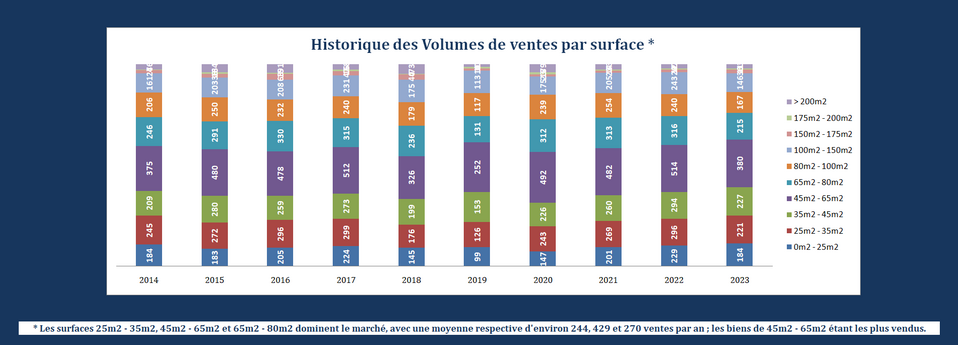 Historique des Volumes de ventes par surface *
161 203 208 231 175 113 175 205 243 146
206 250 232 240 179 117 239 254 240 167
246 291 330 315 236 131 312 313 316 215
375 480 478 512 326 252 492 482 514 380
209 280 259 273 199 153 226 260 294 227
245 272 296 299 176 126 243 269 296 221
184 183 205 224 145 99 147 201 229 184
2014 2015 2016 2017 2018 2019 2020 2021 2022 2023
> 200m2
175m2 - 200m2
150m2 - 175m2
100m2 - 150m2
80m2 - 100m2
65m2 - 80m2
45m2 - 65m2
35m2 - 45m2
25m2 - 35m2
0m2 - 25m2
* Les surfaces 25m2 - 35m2, 45m2 - 65m2 et 65m2 - 80m2 dominent le marché, avec une moyenne respective d'environ 244, 429 et 270 ventes par an ; les biens de 45m2 - 65m2 étant les plus vendus.